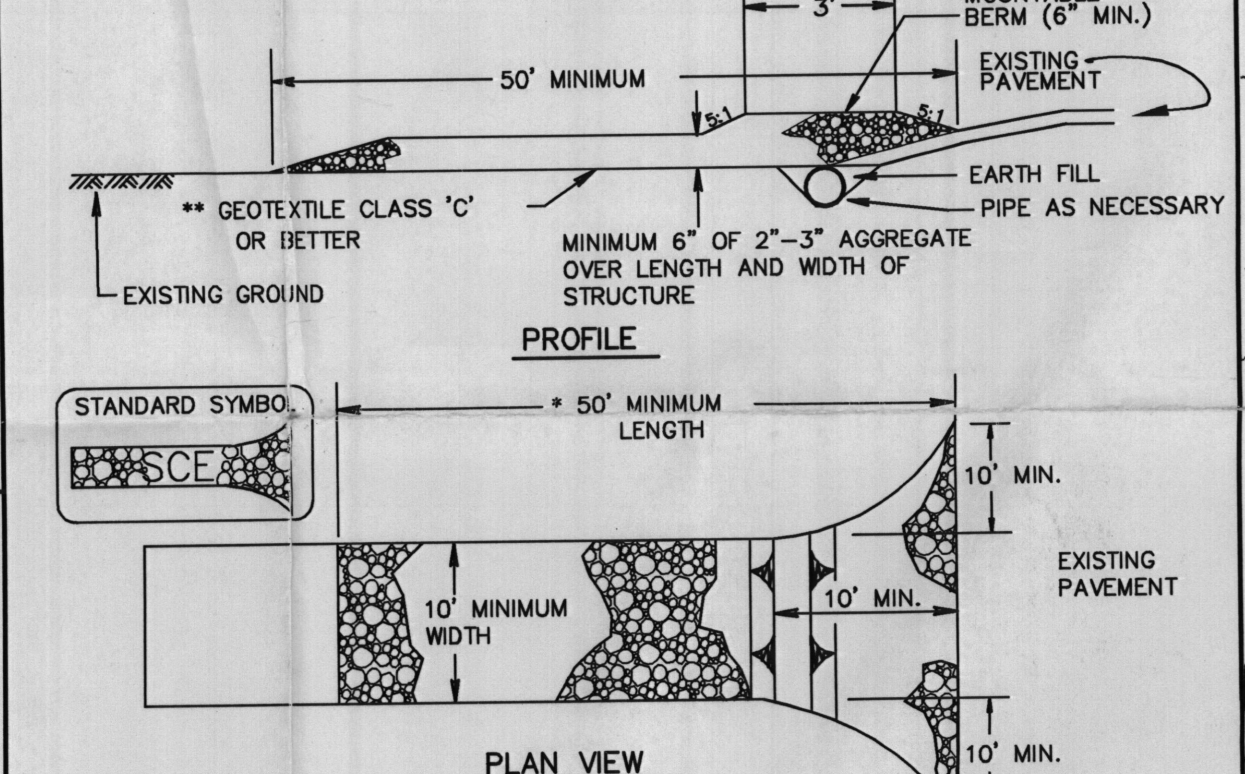 3'
BERM (6" MIN.)
50' MINIMUM
EXISTING
PAVEMENT
5:1
5:1
EARTH FILL
** GEOTEXTILE CLASS 'C'
OR BETTER
PIPE AS NECESSARY
MINIMUM 6" OF 2"-3" AGGREGATE
OVER LENGTH AND WIDTH OF
STRUCTURE
EXISTING GROUND
PROFILE
STANDARD SYMBOL
SCE
* 50' MINIMUM
LENGTH
10' MIN.
EXISTING
PAVEMENT
10' MINIMUM
WIDTH
10' MIN.
10' MIN.
PLAN VIEW